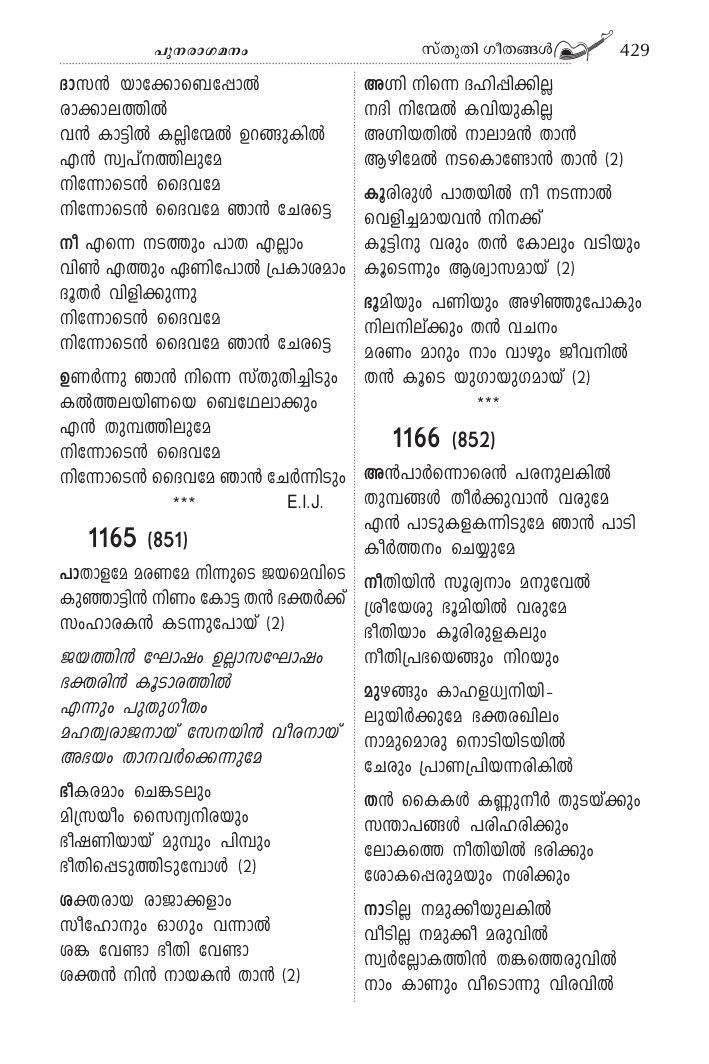 പുനരാഗമനം
സ്തുതി ഗീതങ്ങൾ 429
ദാസൻ യാക്കോബെപ്പോൽ
രാക്കാലത്തിൽ
വൻ കാട്ടിൽ കല്ലിന്മേൽ ഉറങ്ങുകിൽ
എൻ സ്വപ്നത്തിലുമേ
നിന്നോടെൻ ദൈവമേ
നിന്നോടെൻ ദൈവമേ ഞാൻ ചേരട്ടെ
നീ എന്നെ നടത്തും പാത എല്ലാം
വിൺ എത്തും ഏണിപോൽ പ്രകാശമാം
ദൂതർ വിളിക്കുന്നു
നിന്നോടെൻ ദൈവമേ
നിന്നോടെൻ ദൈവമേ ഞാൻ ചേരട്ടെ
ഉണർന്നു ഞാൻ നിന്നെ സ്തുതിച്ചിടും
കൽത്തലയിണയെ ബെഥേലാക്കും
എൻ തുമ്പത്തിലുമേ
നിന്നോടെൻ ദൈവമേ
നിന്നോടെൻ ദൈവമേ ഞാൻ ചേർന്നിടും
*** E.I.J.
1165 (851)
പാതാളമേ മരണമേ നിന്നുടെ ജയമെവിടെ
കുഞ്ഞാട്ടിൻ നിണം കോട്ട തൻ ഭക്തർക്ക്
സംഹാരകൻ കടന്നുപോയ് (2)
ജയത്തിൻ ഘോഷം ഉല്ലാസഘോഷം
ഭക്തരിൻ കൂടാരത്തിൽ
എന്നും പുതുഗീതം
മഹത്വരാജനായ് സേനയിൻ വീരനായ്
അഭയം താനവർക്കെന്നുമേ
ഭീകരമാം ചെങ്കടലും
മിസ്രയീം സൈന്യനിരയും
ഭീഷണിയായ് മുമ്പും പിമ്പും
ഭീതിപ്പെടുത്തിടുമ്പോൾ (2)
ശക്തരായ രാജാക്കളാം
സീഹോനും ഓഗും വന്നാൽ
ശങ്ക വേണ്ടാ ഭീതി വേണ്ടാ
ശക്തൻ നിൻ നായകൻ താൻ (2)
അഗ്നി നിന്നെ ദഹിപ്പിക്കില്ല
നദി നിന്മേൽ കവിയുകില്ല
അഗ്നിയതിൽ നാലാമൻ താൻ
ആഴിമേൽ നടകൊണ്ടോൻ താൻ (2)
കൂരിരുൾ പാതയിൽ നീ നടന്നാൽ
വെളിച്ചമായവൻ നിനക്ക്
കൂട്ടിനു വരും തൻ കോലും വടിയും
കൂടെന്നും ആശ്വാസമായ് (2)
ഭൂമിയും പണിയും അഴിഞ്ഞുപോകും
നിലനില്ക്കും തൻ വചനം
മരണം മാറും നാം വാഴും ജീവനിൽ
തൻ കൂടെ യുഗായുഗമായ് (2)
***
1166 (852)
അൻപാർന്നൊരെൻ പരനുലകിൽ
തുമ്പങ്ങൾ തീർക്കുവാൻ വരുമേ
എൻ പാടുകളകന്നിടുമേ ഞാൻ പാടി
കീർത്തനം ചെയ്യുമേ
നീതിയിൻ സൂര്യനാം മനുവേൽ
ശ്രീയേശു ഭൂമിയിൽ വരുമേ
ഭീതിയാം കൂരിരുളകലും
നീതിപ്രഭയെങ്ങും നിറയും
മുഴങ്ങും കാഹളധ്വനിയി-
ലുയിർക്കുമേ ഭക്തരഖിലം
നാമുമൊരു നൊടിയിടയിൽ
ചേരും പ്രാണപ്രിയന്നരികിൽ
തൻ കൈകൾ കണ്ണുനീർ തുടയ്ക്കും
സന്താപങ്ങൾ പരിഹരിക്കും
ലോകത്തെ നീതിയിൽ ഭരിക്കും
ശോകപ്പെരുമയും നശിക്കും
നാടില്ല നമുക്കീയുലകിൽ
വീടില്ല നമുക്കീ മരുവിൽ
സ്വർല്ലോകത്തിൻ തങ്കത്തെരുവിൽ
നാം കാണും വീടൊന്നു വിരവിൽ